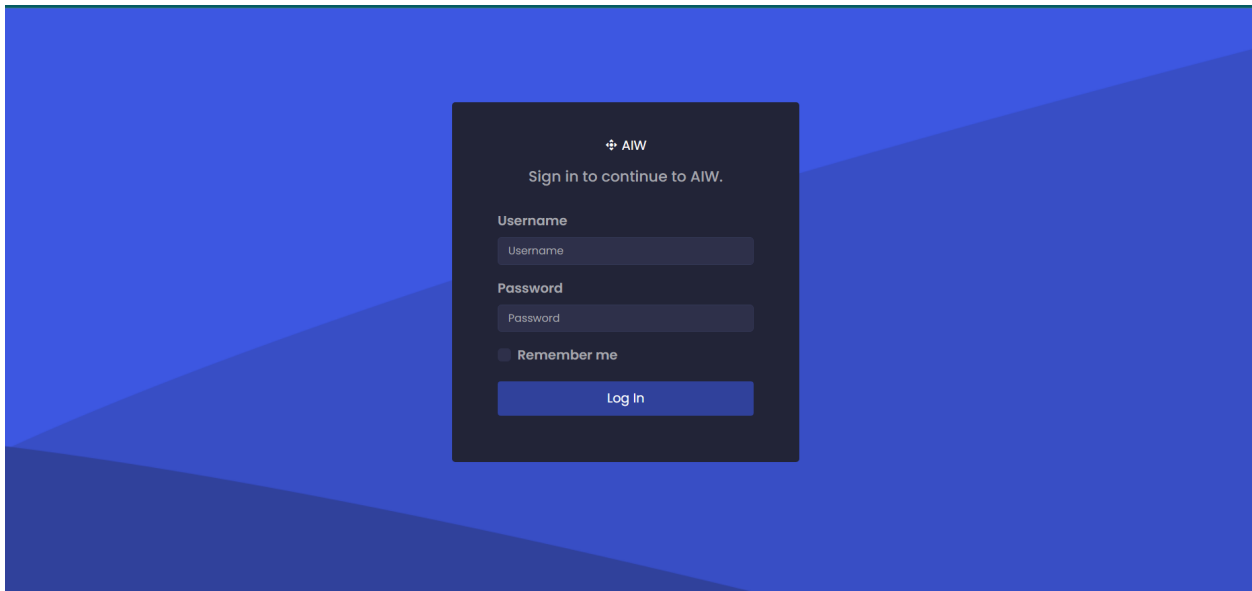 AIW
Sign in to continue to AIW.
Username
Username
Password
Password
Remember me
Log In